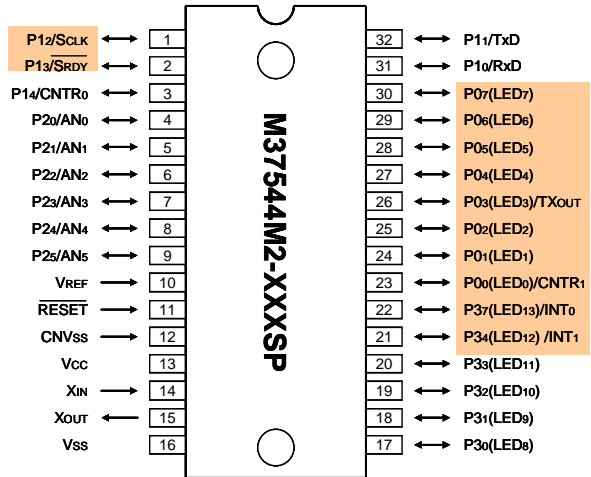 P12/SCLK 1 32 P11/TxD
P13/SRDY 2 31 P10/RxD
P14/CNTR0 3 30 P07(LED7)
P20/AN0 4 29 P06(LED6)
P21/AN1 5 28 P05(LED5)
P22/AN2 6 27 P04(LED4)
P23/AN3 7 26 P03(LED3)/TXOUT
P24/AN4 8 25 P02(LED2)
P25/AN5 9 24 P01(LED1)
VREF 10 23 P00(LED0)/CNTR1
RESET 11 22 P37(LED13)/INT0
CNVSS 12 21 P34(LED12) /INT1
VCC 13 20 P33(LED11)
XIN 14 19 P32(LED10)
XOUT 15 18 P31(LED9)
VSS 16 17 P30(LED8)
M37544M2-XXXSP